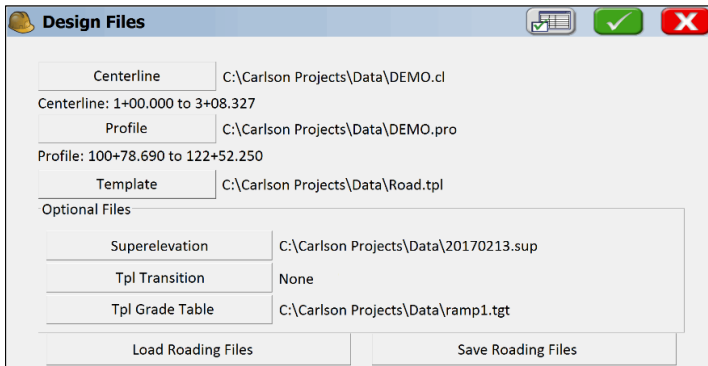 Design Files
Centerline C:\Carlson Projects\Data\DEMO.cl
Centerline: 1+00.000 to 3+08.327
Profile C:\Carlson Projects\Data\DEMO.pro
Profile: 100+78.690 to 122+52.250
Template C:\Carlson Projects\Data\Road.tpl
Optional Files
Superelevation C:\Carlson Projects\Data\20170213.sup
Tpl Transition None
Tpl Grade Table C:\Carlson Projects\Data\ramp1.tgt
Load Roading Files Save Roading Files